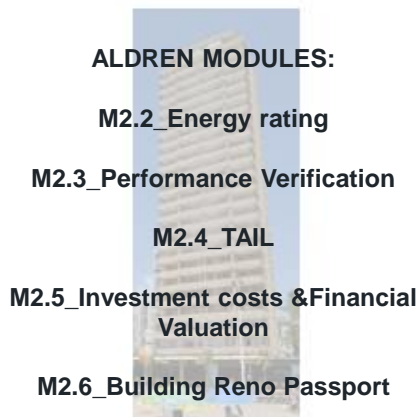 ALDREN MODULES:
M2.2_Energy rating
M2.3_Performance Verification
M2.4_TAIL
M2.5_Investment costs &Financial
Valuation
M2.6_Building Reno Passport